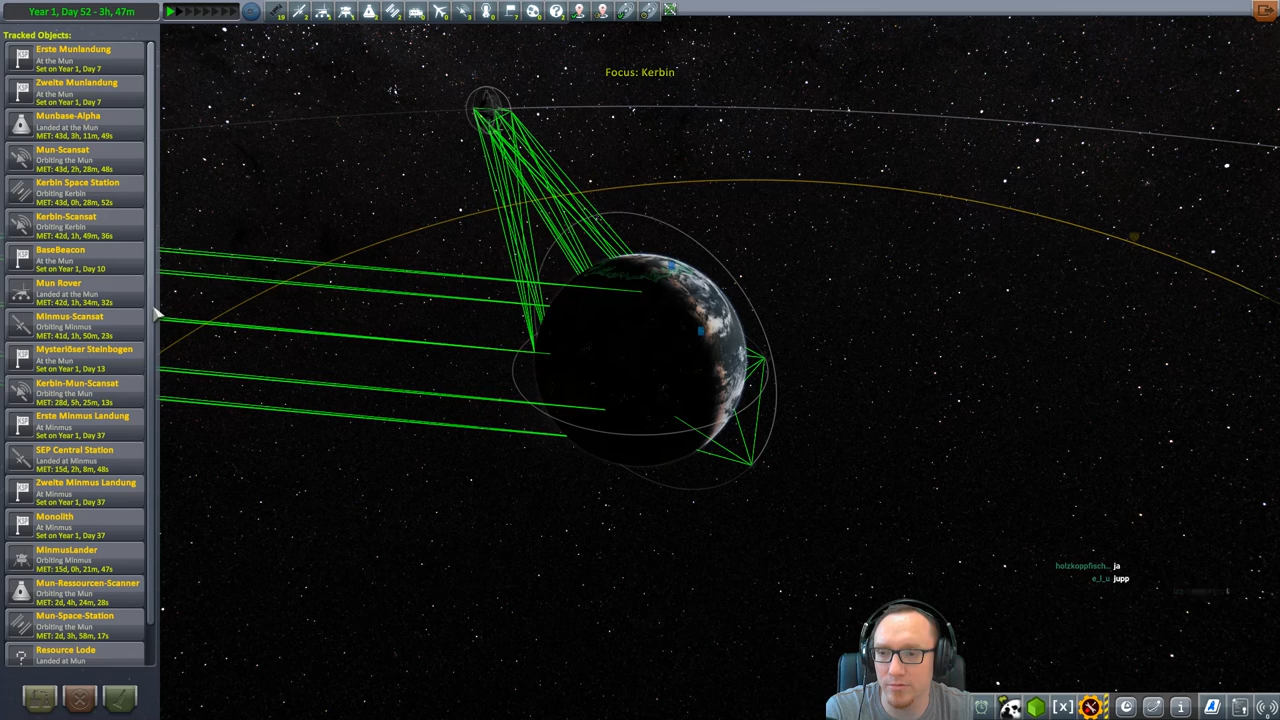 Year 1, Day 52 - 3h, 47m
Tracked Objects:
Focus: Kerbin
Erste Munlandung
At the Mun
Set on Year 1, Day 7
Zweite Munlandung
At the Mun
Set on Year 1, Day 7
Munbase-Alpha
Landed at the Mun
MET: 43d, 3h, 11m, 49s
Mun-Scansat
Orbiting the Mun
MET: 43d, 2h, 28m, 48s
Kerbin Space Station
Orbiting Kerbin
MET: 43d, 0h, 28m, 52s
Kerbin-Scansat
Orbiting Kerbin
MET: 42d, 1h, 49m, 36s
BaseBeacon
At the Mun
Set on Year 1, Day 10
Mun Rover
Landed at the Mun
MET: 42d, 1h, 34m, 32s
Minmus-Scansat
Orbiting Minmus
MET: 41d, 1h, 50m, 23s
Mysteriöser Steinbogen
At the Mun
Set on Year 1, Day 13
Kerbin-Mun-Scansat
Orbiting the Mun
MET: 28d, 5h, 25m, 13s
Erste Minmus Landung
At Minmus
Set on Year 1, Day 37
SEP Central Station
Landed at Minmus
MET: 15d, 2h, 8m, 48s
Zweite Minmus Landung
At Minmus
Set on Year 1, Day 37
Monolith
At Minmus
Set on Year 1, Day 37
MinmusLander
Orbiting Minmus
MET: 15d, 0h, 21m, 47s
Mun-Ressourcen-Scanner
Orbiting the Mun
MET: 2d, 4h, 24m, 28s
Mun-Space-Station
Orbiting the Mun
MET: 2d, 3h, 58m, 17s
Resource Lode
Landed at Mun
holzkoppfisch... ja
e_l_u jupp